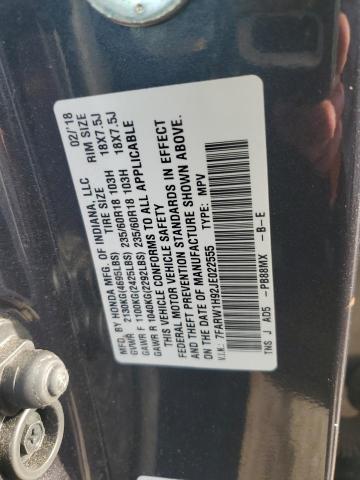 MFD. BY HONDA MFG. OF INDIANA, LLC 02/'18
TIRE SIZE RIM SIZE
GVWR 2130KG(4695LBS)
GAWR F 1100KG(2425LBS) 235/60R18 103H 18X7.5J
GAWR R 1040KG(2292LBS) 235/60R18 103H 18X7.5J
THIS VEHICLE CONFORMS TO ALL APPLICABLE
FEDERAL MOTOR VEHICLE SAFETY
AND THEFT PREVENTION STANDARDS IN EFFECT
ON THE DATE OF MANUFACTURE SHOWN ABOVE.
V.I.N.: 7FARW1H92JE022555 TYPE: MPV
TNS J AD5 -PB88MX -B-E